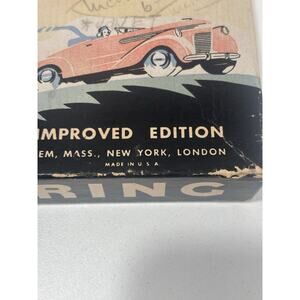 IMPROVED EDITION
EM, MASS., NEW YORK, LONDON
MADE IN U.S.A.
RING